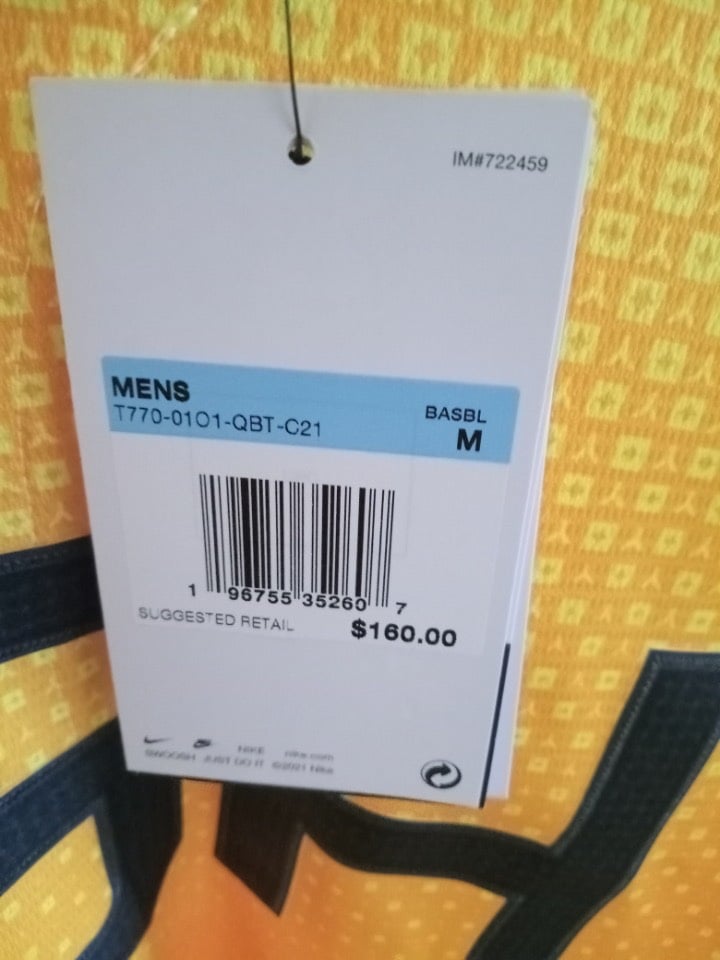 IM#722459
MENS
T770-01O1-QBT-C21
BASBL
M
1 96755 35260 7
SUGGESTED RETAIL $160.00
NIKE nike.com
SWOOSH JUST DO IT ©2021 Nike